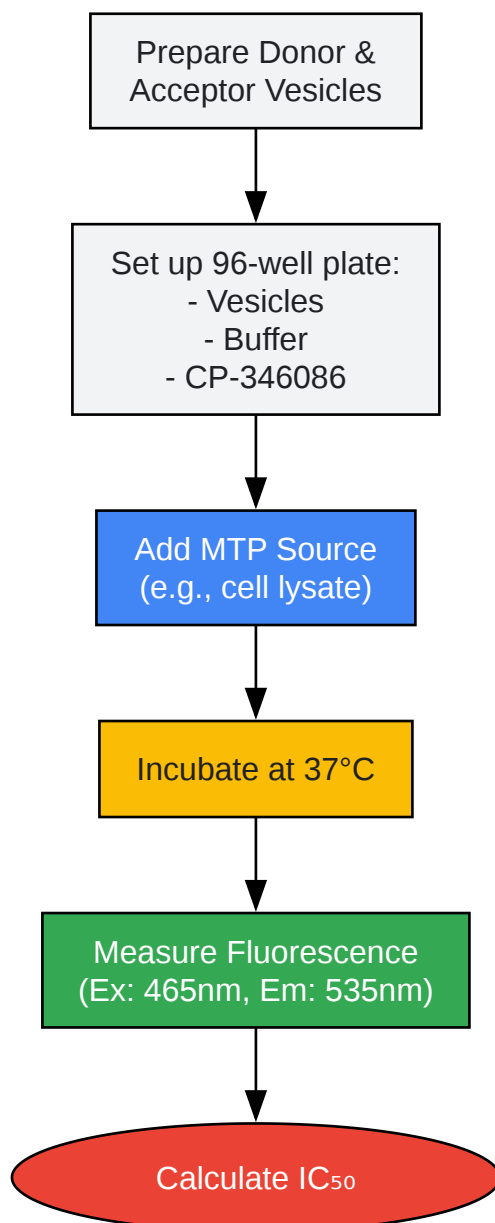 Prepare Donor &
Acceptor Vesicles
Set up 96-well plate:
- Vesicles
- Buffer
- CP-346086
Add MTP Source
(e.g., cell lysate)
Incubate at 37°C
Measure Fluorescence
(Ex: 465nm, Em: 535nm)
Calculate IC₅₀